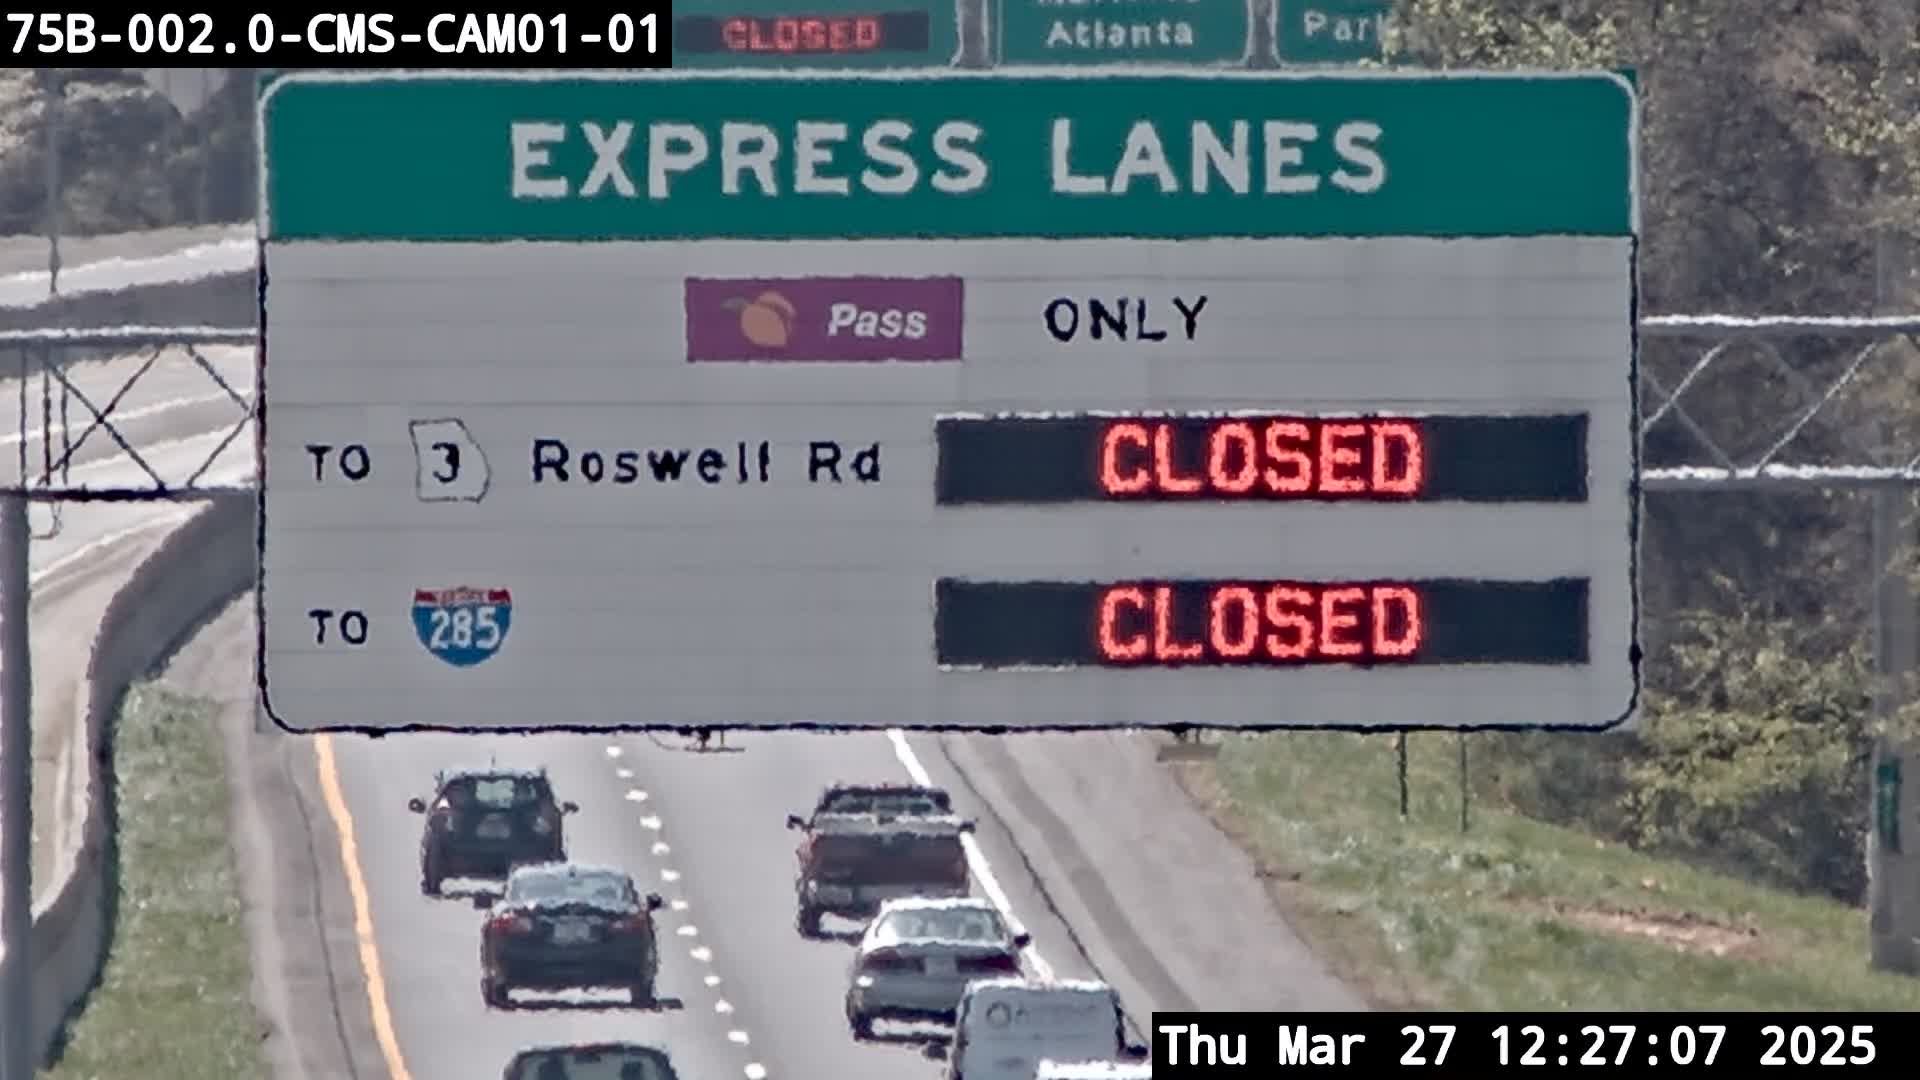 75B-002.0-CMS-CAM01-01
CLOSED
Atlanta
EXPRESS LANES
Pass ONLY
TO 3 Roswell Rd CLOSED
TO 285 CLOSED
Thu Mar 27 12:27:07 2025